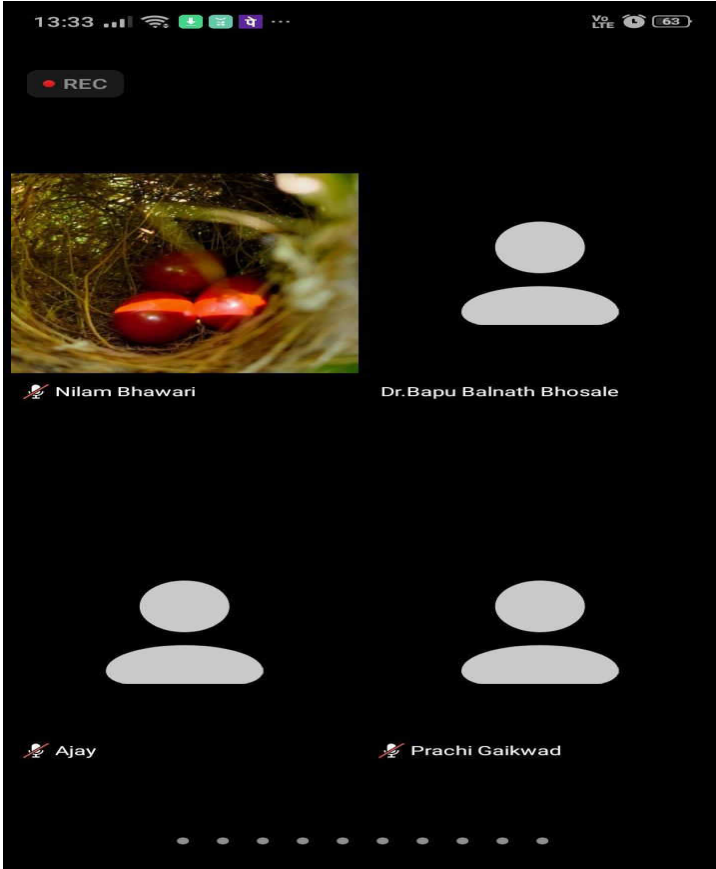 13:33 पे ... Vo LTE 63
REC
Nilam Bhawari Dr.Bapu Balnath Bhosale
Ajay Prachi Gaikwad